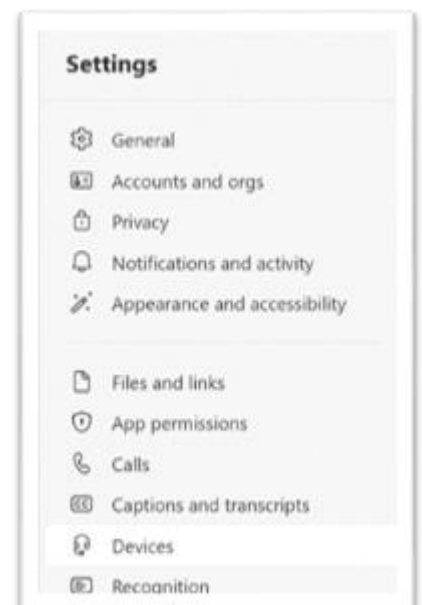 Settings
General
Accounts and orgs
Privacy
Notifications and activity
Appearance and accessibility
Files and links
App permissions
Calls
Captions and transcripts
Devices
Recognition